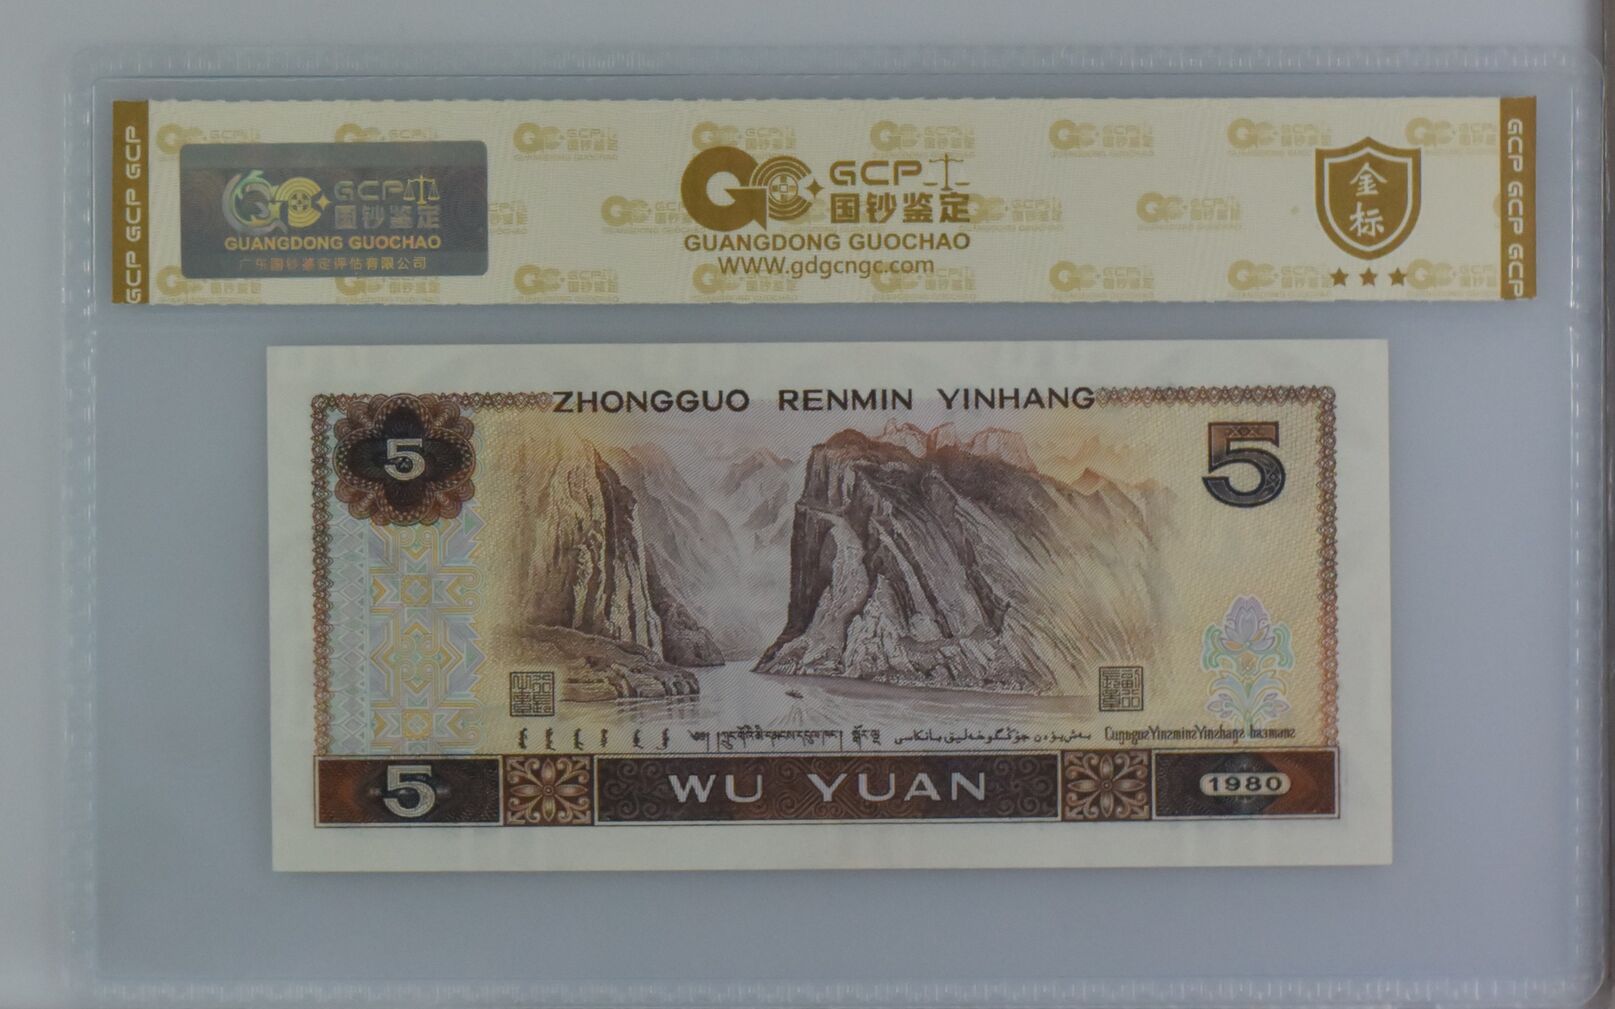 GCP GCP GCP
GCP
国钞鉴定
GUANGDONG GUOCHAO
广东国钞鉴定评估有限公司
GCP
国钞鉴定
GUANGDONG GUOCHAO
WWW.gdgcngc.com
金标
GCP GCP GCP
ZHONGGUO RENMIN YINHANG
5
5
5
WU YUAN
1980